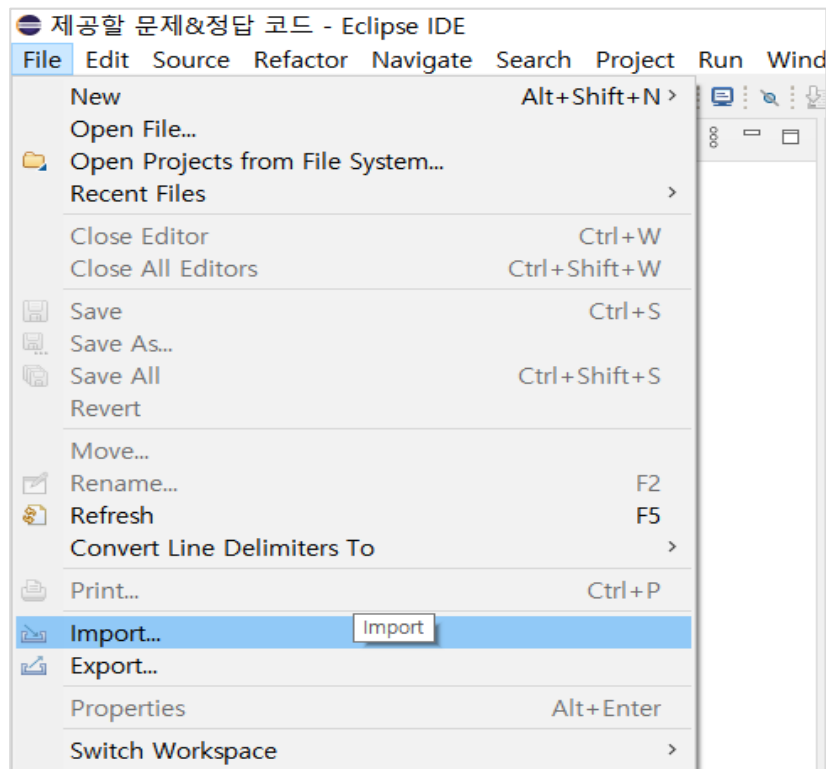 제공할 문제&정답 코드 - Eclipse IDE
File Edit Source Refactor Navigate Search Project Run Wind
New Alt+Shift+N >
Open File...
Open Projects from File System...
Recent Files >
Close Editor Ctrl+W
Close All Editors Ctrl+Shift+W
Save Ctrl+S
Save As...
Save All Ctrl+Shift+S
Revert
Move...
Rename... F2
Refresh F5
Convert Line Delimiters To >
Print... Ctrl+P
Import... Import
Export...
Properties Alt+Enter
Switch Workspace >